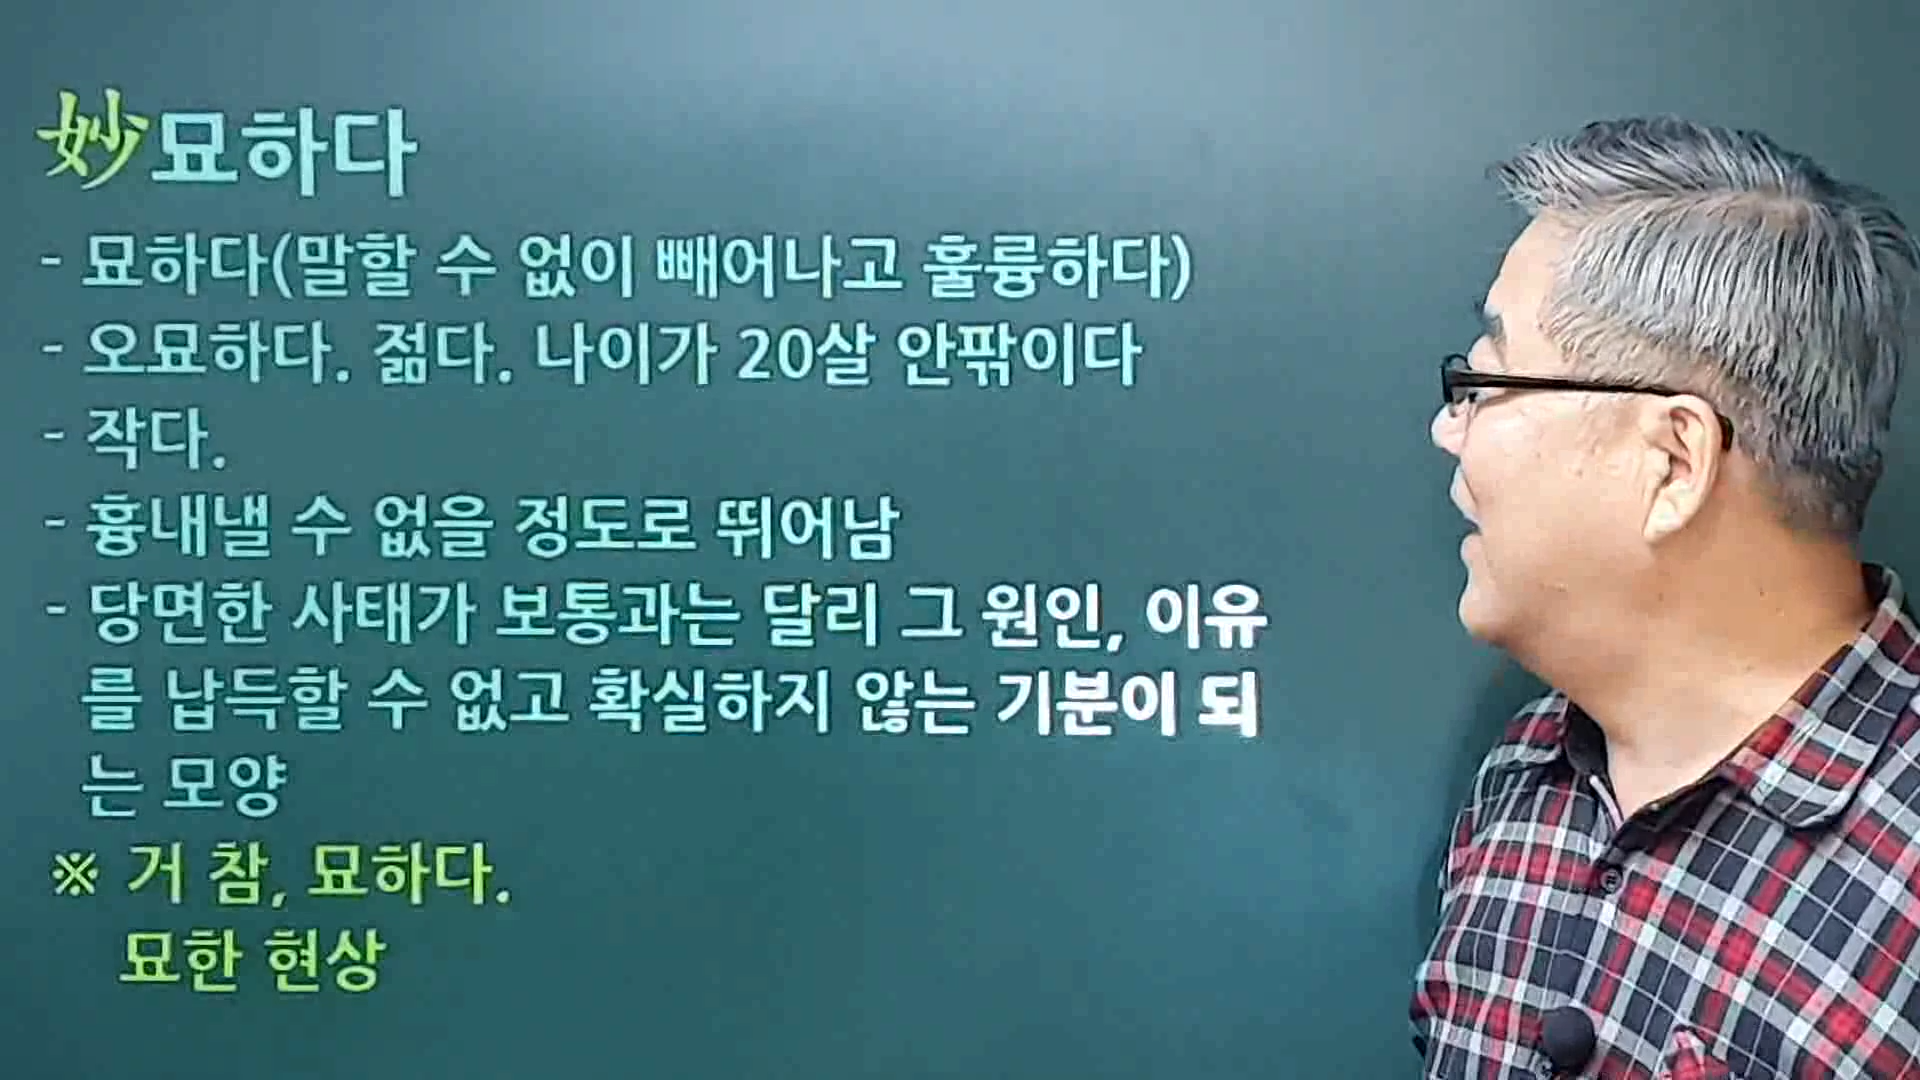 妙묘하다
- 묘하다(말할 수 없이 빼어나고 훌륭하다)
- 오묘하다. 젊다. 나이가 20살 안팎이다
- 작다.
- 흉내낼 수 없을 정도로 뛰어남
- 당면한 사태가 보통과는 달리 그 원인, 이유
를 납득할 수 없고 확실하지 않는 기분이 되
는 모양
※ 거 참, 묘하다.
묘한 현상